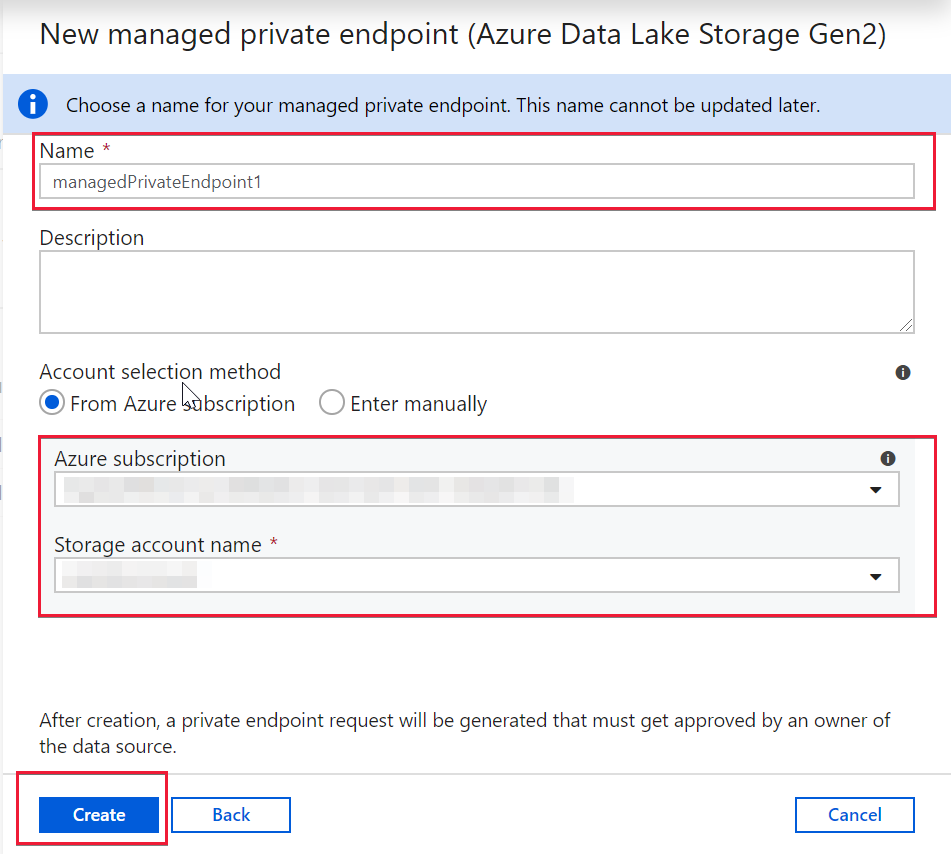 New managed private endpoint (Azure Data Lake Storage Gen2)
Choose a name for your managed private endpoint. This name cannot be updated later.
Name *
managedPrivateEndpoint1
Description
Account selection method
From Azure subscription Enter manually
Azure subscription
Storage account name *
After creation, a private endpoint request will be generated that must get approved by an owner of
the data source.
Create Back Cancel